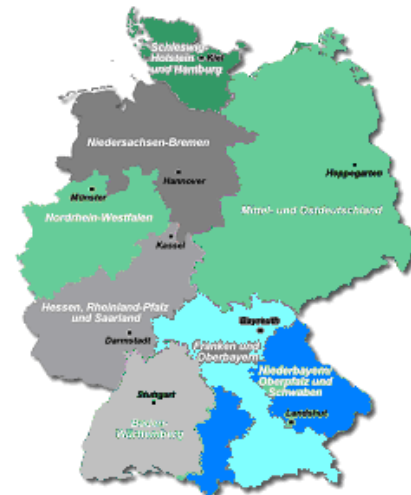 Schleswig-
Holstein
und Hamburg
Kiel
Niedersachsen-Bremen
Hannover
Hoppegarten
Münster
Nordrhein-Westfalen
Mittel- und Ostdeutschland
Kassel
Hessen, Rheinland-Pfalz
und Saarland
Darmstadt
Bayreuth
Franken und
Oberbayern
Niederbayern/
Oberpfalz und
Schwaben
Stuttgart
Landshut
Baden-
Württemburg